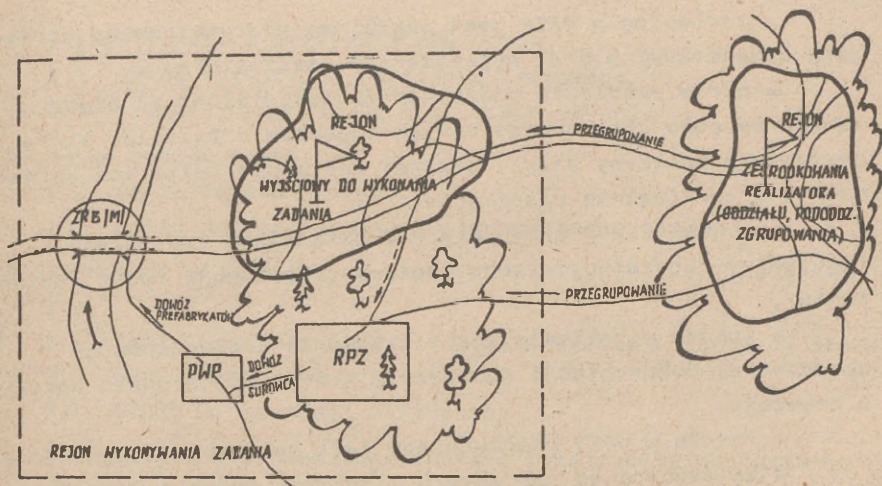 REJON
WYJŚCIOWY DO WYKONANIA
ZADANIA
PRZEGRUPOWANIE
REJON
ZEŚRODKOWANIA
REALIZATORA
(ODDZIAŁU, PODODDZ.
ZGRUPOWANIA)
ZRB/M/
PRZEGRUPOWANIE
DOWÓZ
PREFABRYKATÓW
PWP
DOWÓZ
SUROWCA
RPZ
REJON WYKONYWANIA ZADANIA